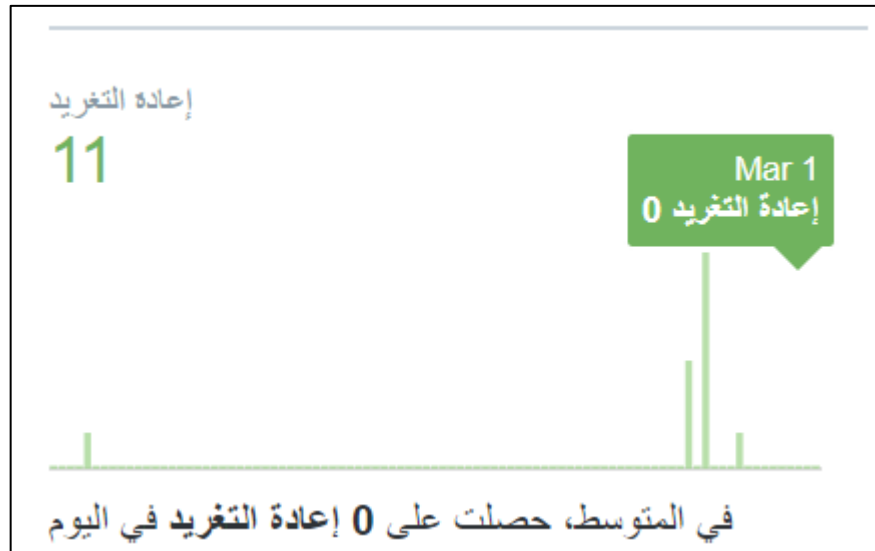 إعادة التغريد
11
Mar 1
إعادة التغريد 0
في المتوسط، حصلت على 0 إعادة التغريد في اليوم